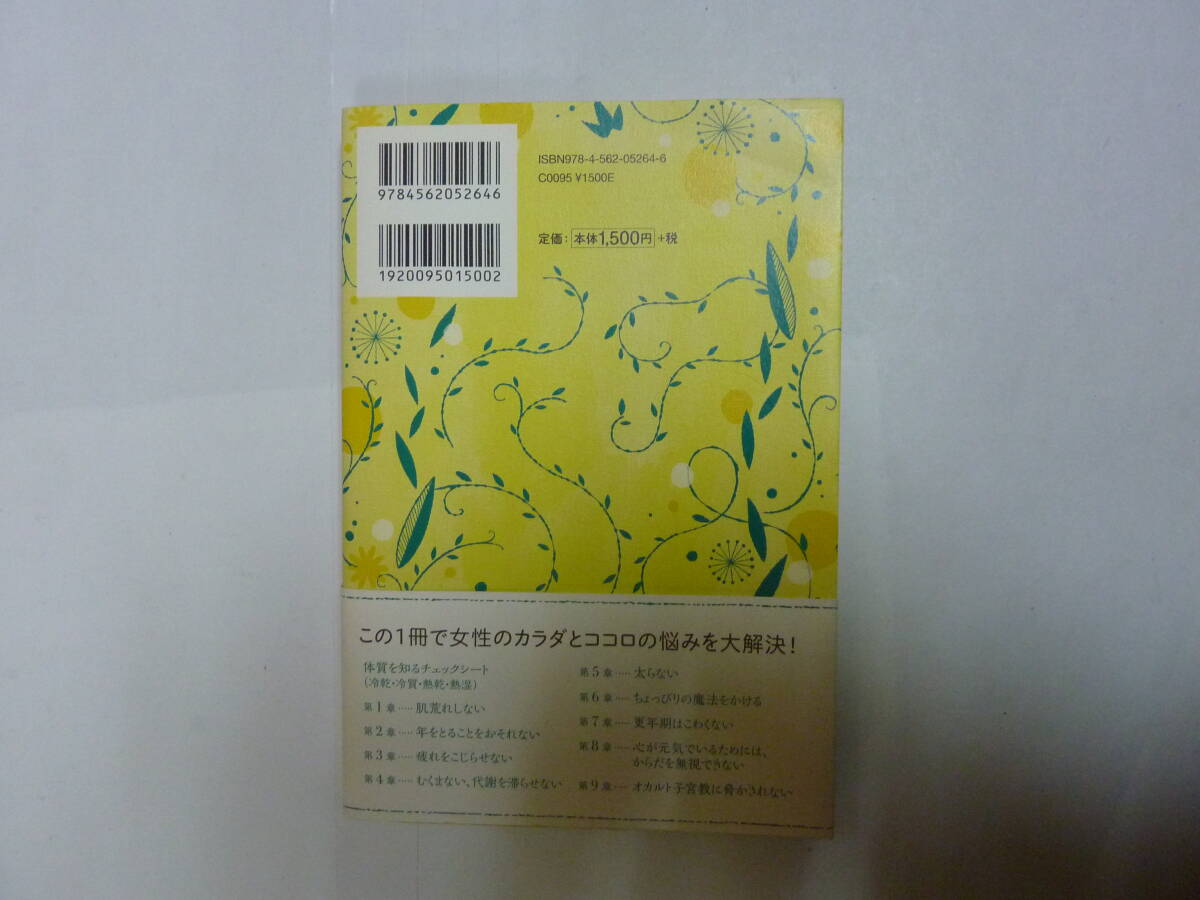 9784562052646
1920095015002
ISBN978-4-562-05264-6
C0095 ¥1500E
定価：本体1,500円＋税
この1冊で女性のカラダとココロの悩みを大解決！
体質を知るチェックシート
（冷乾・冷質・熱乾・熱湿）
第1章……肌荒れしない
第2章……年をとることをおそれない
第3章……疲れをこじらせない
第4章……むくまない、代謝を滞らせない
第5章……太らない
第6章……ちょっぴりの魔法をかける
第7章……更年期はこわくない
第8章……心が元気でいるためには、
からだを無視できない
第9章……オカルト子宮教に脅かされない